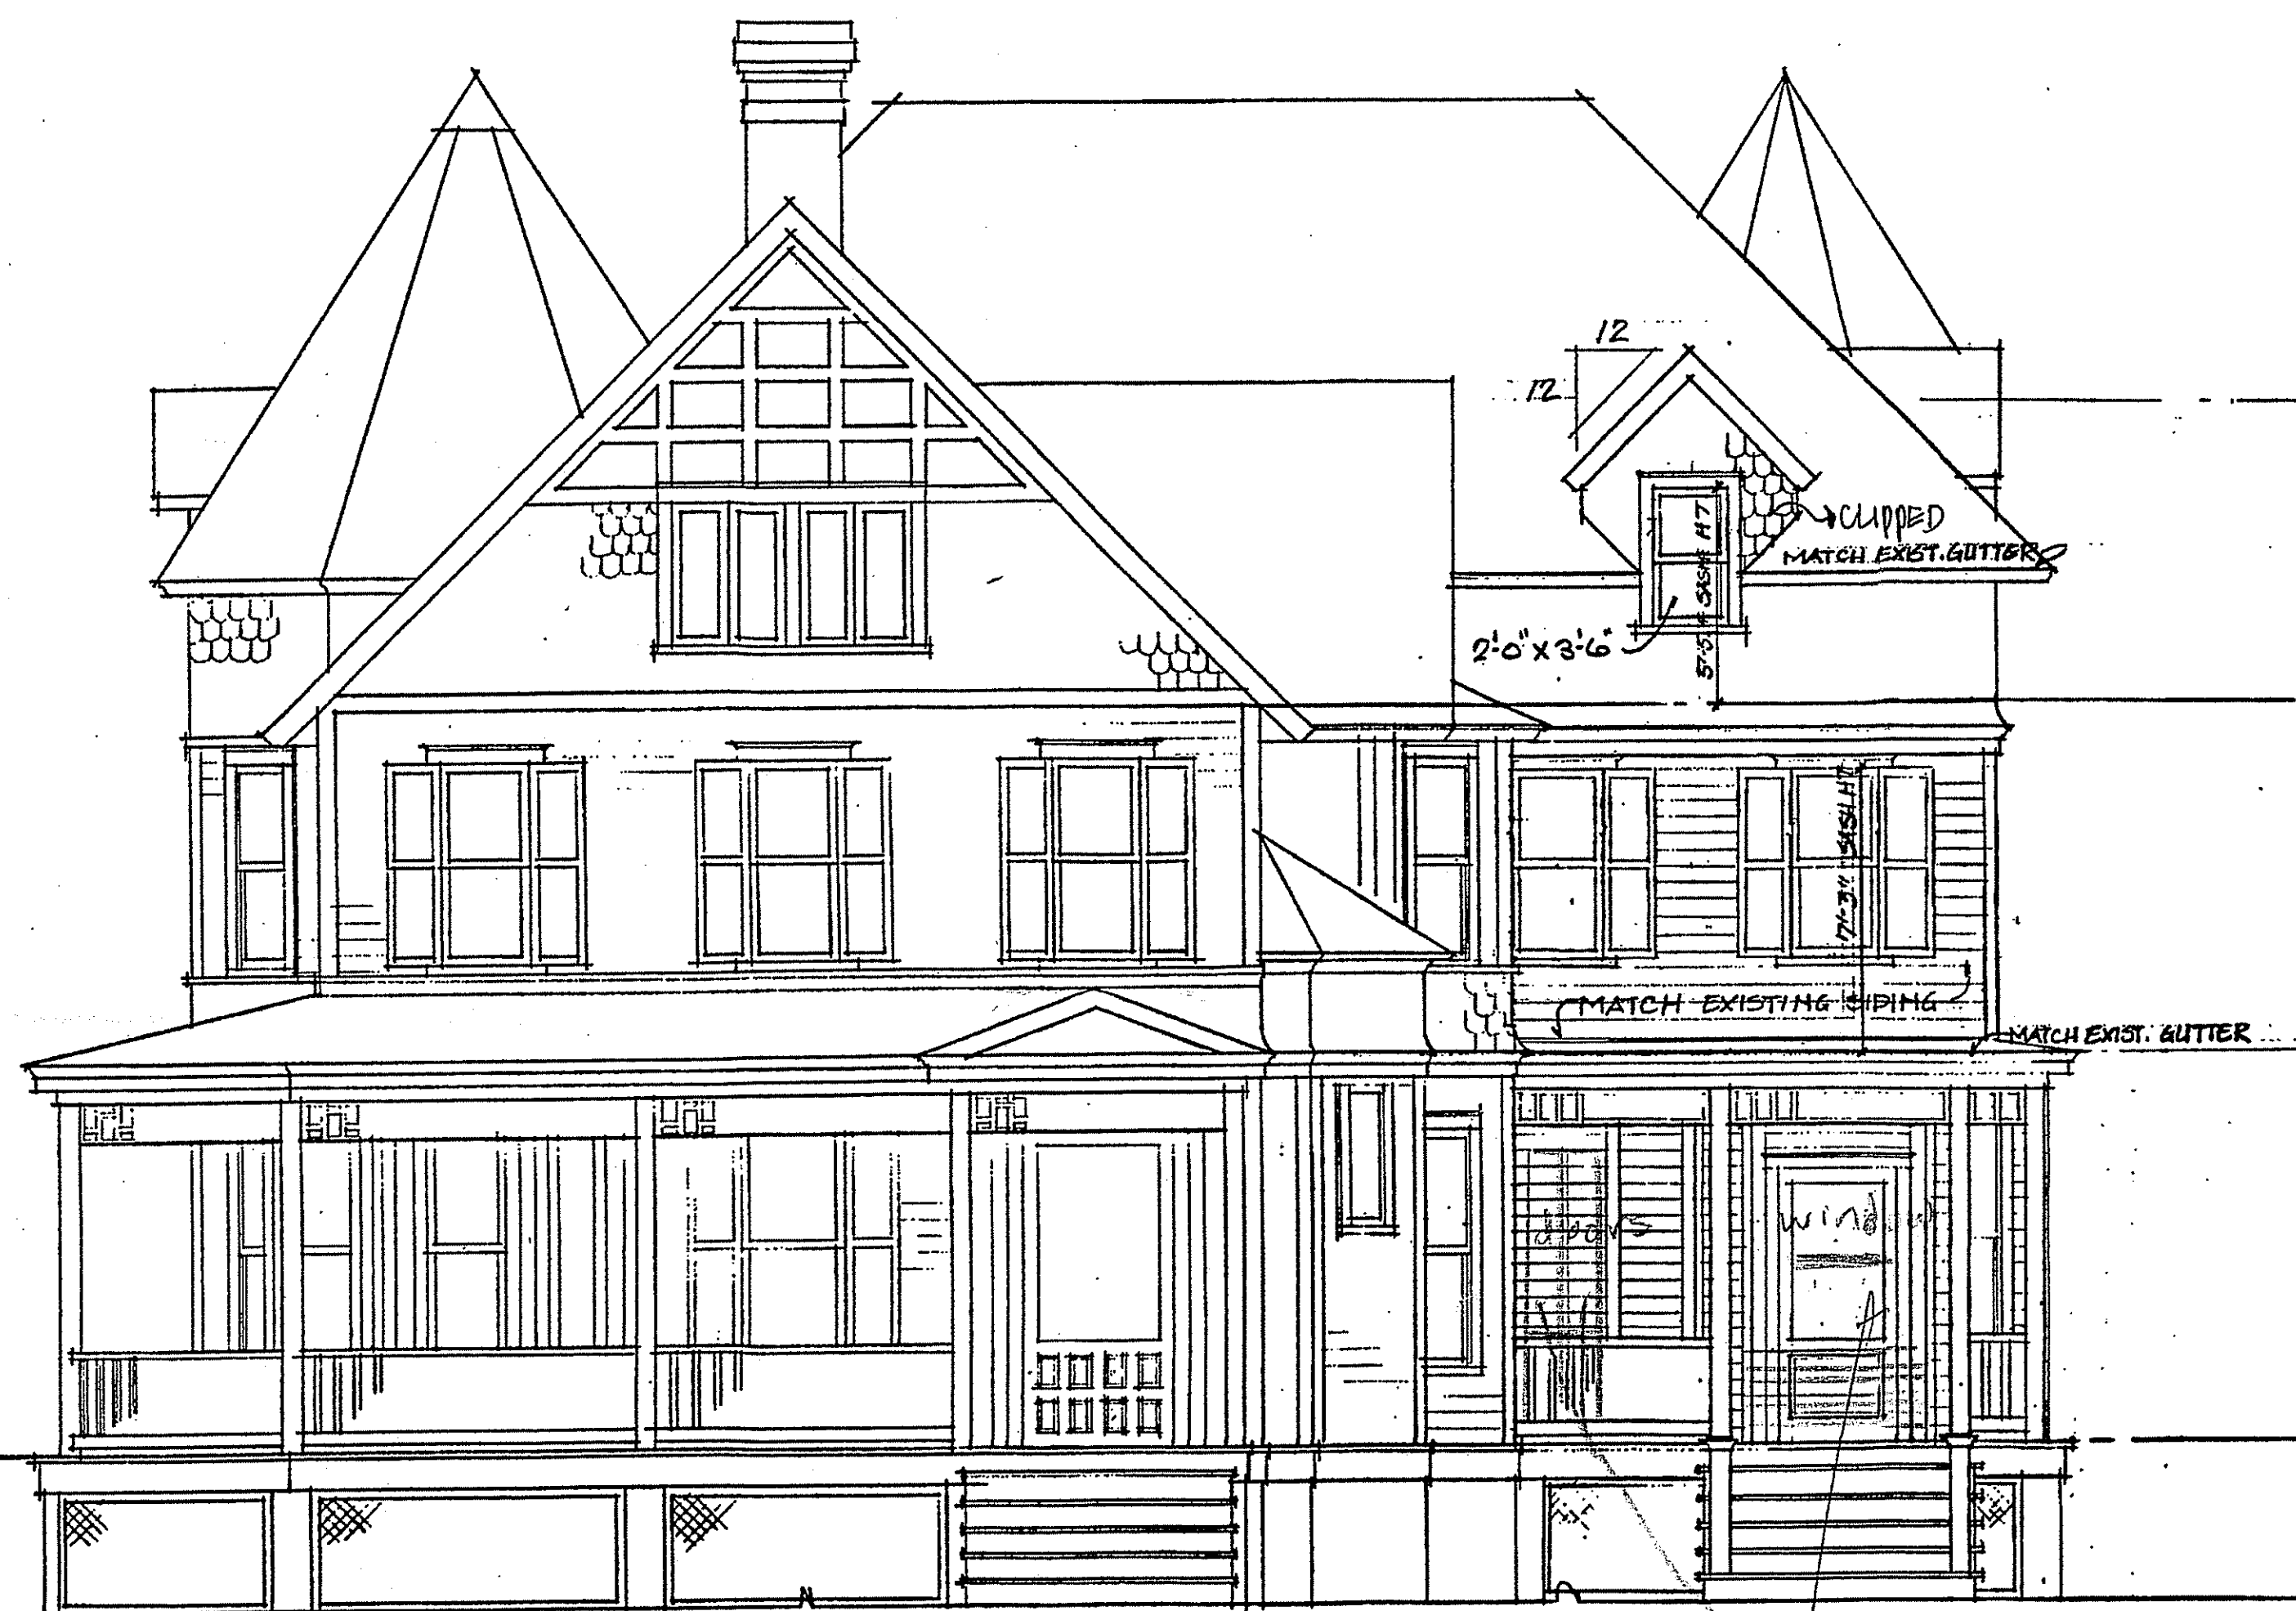 12
12
CLIPPED
MATCH EXIST. GUTTER
5'-5" SASH HT
2'-0" X 3'-6"
7'-3" SASH HT
MATCH EXISTING SIDING
MATCH EXIST. GUTTER
doors
window